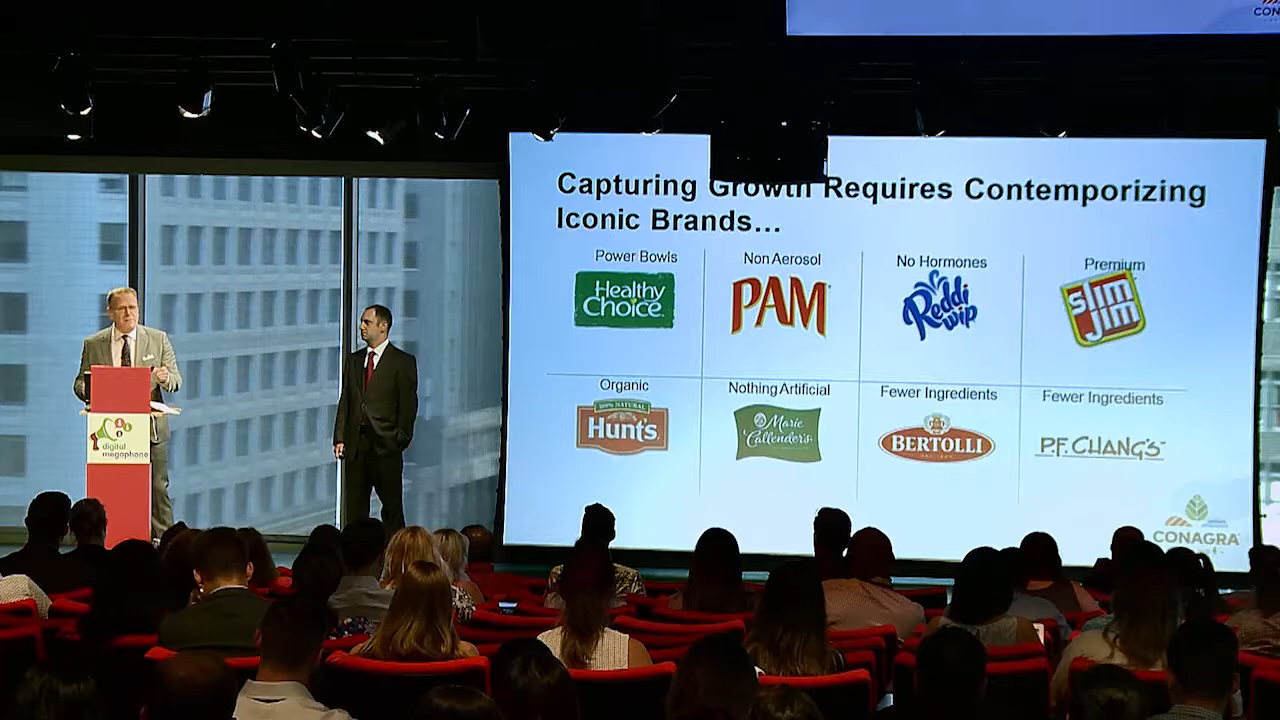 CON
Capturing Growth Requires Contemporizing
Iconic Brands...
Power Bowls
Non Aerosol
No Hormones
Premium
Healthy
Choice
PAM
Reddi
wip
slim
Jim
Organic
Nothing Artificial
Fewer Ingredients
Fewer Ingredients
100% NATURAL
Hunt's
Marie
Callender's
BERTOLLI
P.F. CHANG'S
CONAGRA
digital
megaphone